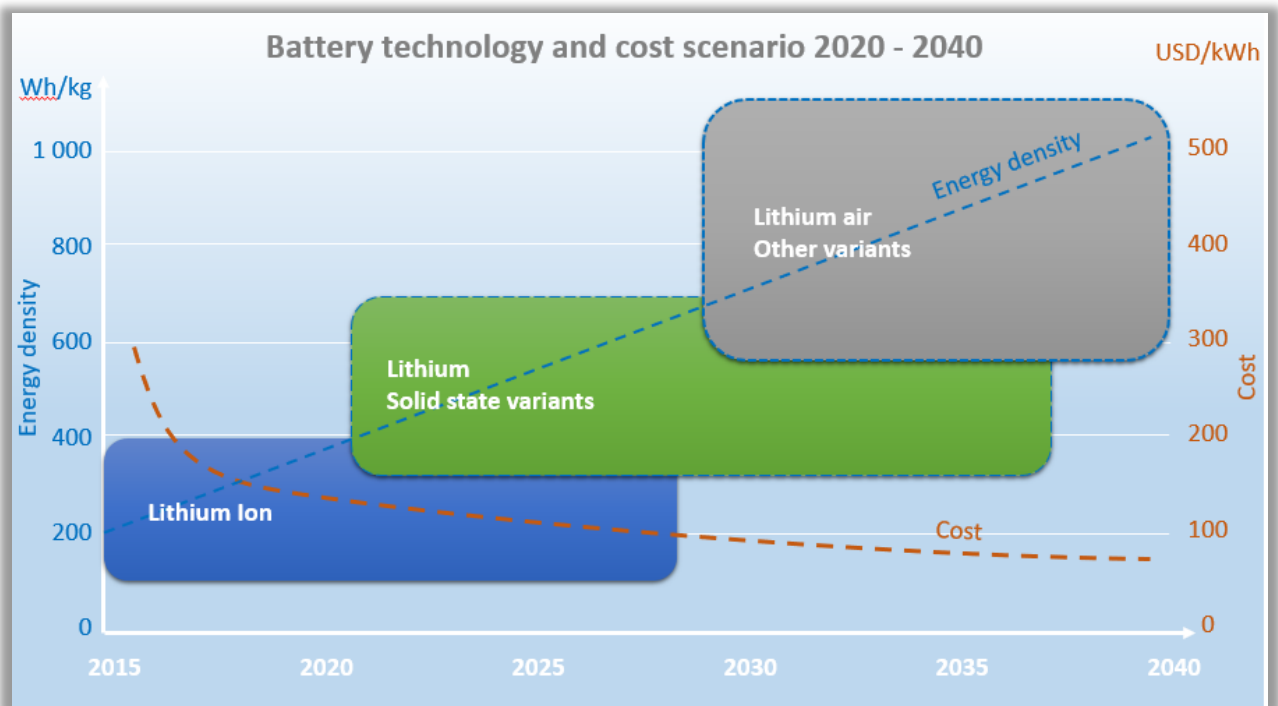 Battery technology and cost scenario 2020 - 2040
USD/kWh
Wh/kg
1 000
800
600
400
200
0
Energy density
500
400
300
200
100
0
Cost
Energy density
Lithium air
Other variants
Lithium
Solid state variants
Lithium Ion
Cost
2015
2020
2025
2030
2035
2040